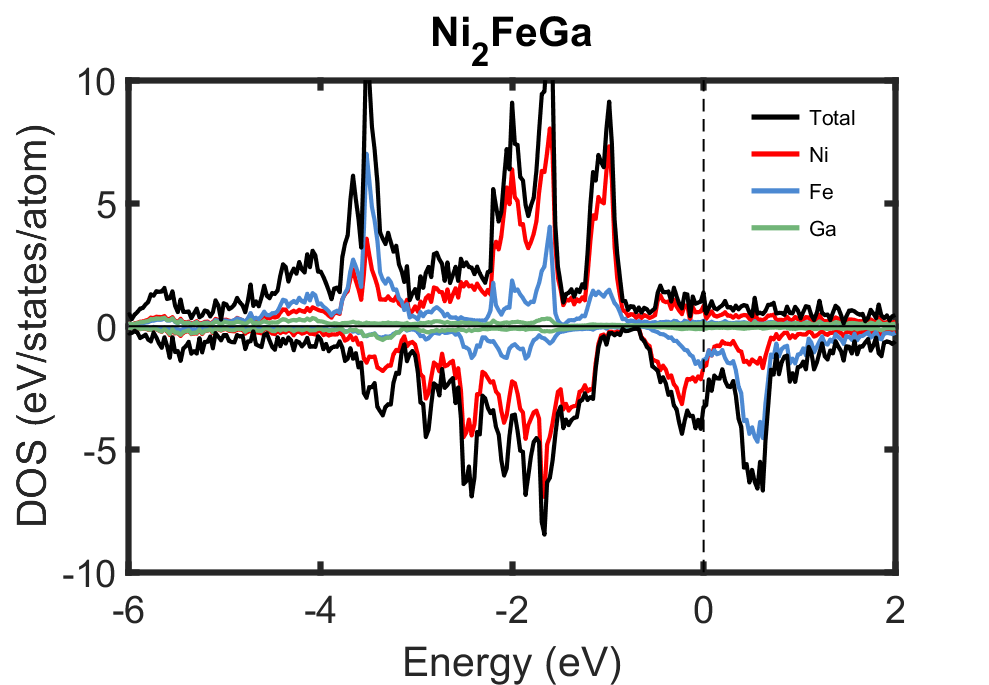 Ni₂FeGa
DOS (eV/states/atom)
10
5
0
-5
-10
Total
Ni
Fe
Ga
-6 -4 -2 0 2
Energy (eV)